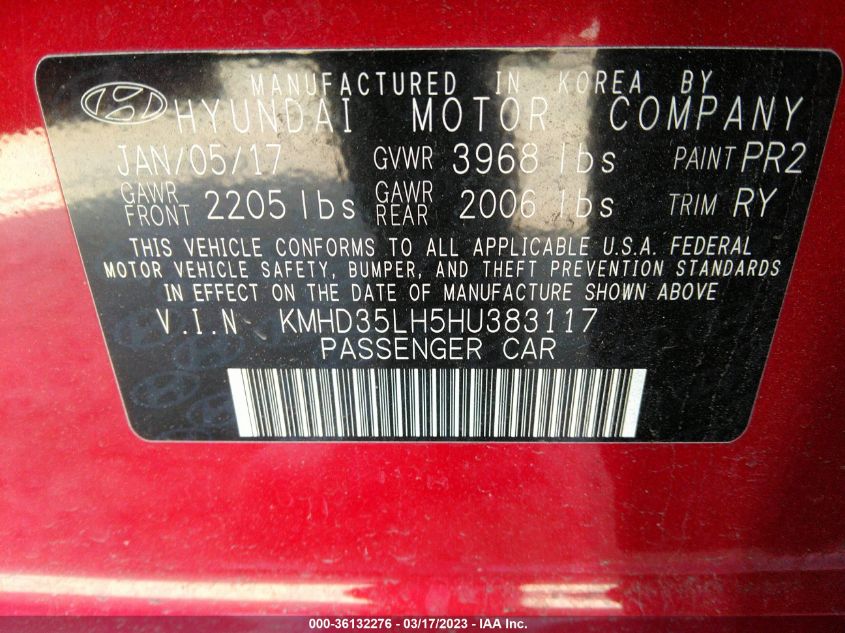 MANUFACTURED IN KOREA BY
HYUNDAI MOTOR COMPANY
JAN/05/17 GVWR 3968 lbs PAINT PR2
GAWR FRONT 2205 lbs GAWR REAR 2006 lbs TRIM RY
THIS VEHICLE CONFORMS TO ALL APPLICABLE U.S.A. FEDERAL
MOTOR VEHICLE SAFETY, BUMPER, AND THEFT PREVENTION STANDARDS
IN EFFECT ON THE DATE OF MANUFACTURE SHOWN ABOVE
V.I.N KMHD35LH5HU383117
PASSENGER CAR
000-36132276 - 03/17/2023 - IAA Inc.